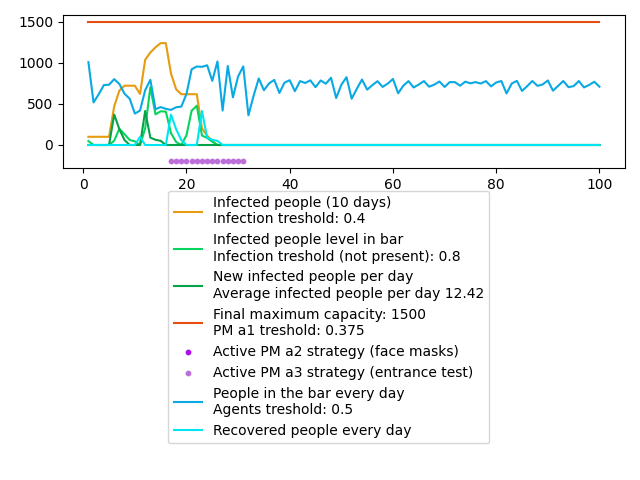 1500
1000
500
0
0 20 40 60 80 100
Infected people (10 days)
Infection treshold: 0.4
Infected people level in bar
Infection treshold (not present): 0.8
New infected people per day
Average infected people per day 12.42
Final maximum capacity: 1500
PM a1 treshold: 0.375
Active PM a2 strategy (face masks)
Active PM a3 strategy (entrance test)
People in the bar every day
Agents treshold: 0.5
Recovered people every day